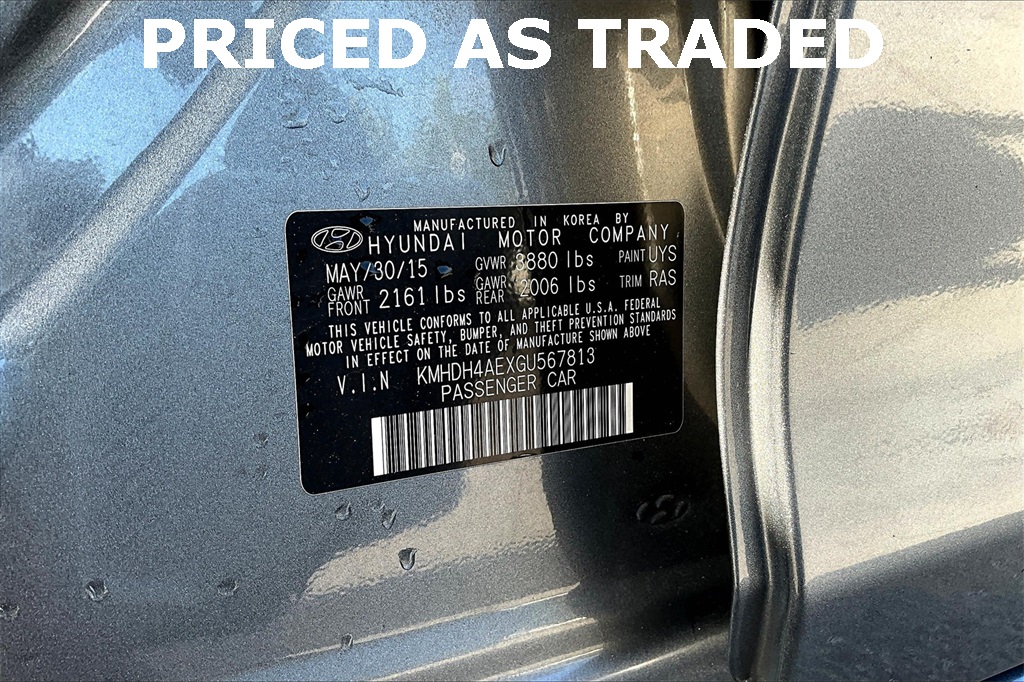 PRICED AS TRADED
MANUFACTURED IN KOREA BY
HYUNDAI MOTOR COMPANY
MAY/30/15 GVWR 3880 lbs PAINT UYS
GAWR FRONT 2161 lbs GAWR REAR 2006 lbs TRIM RAS
THIS VEHICLE CONFORMS TO ALL APPLICABLE U.S.A. FEDERAL
MOTOR VEHICLE SAFETY, BUMPER, AND THEFT PREVENTION STANDARDS
IN EFFECT ON THE DATE OF MANUFACTURE SHOWN ABOVE
V.I.N KMHDH4AEXGU567813
PASSENGER CAR